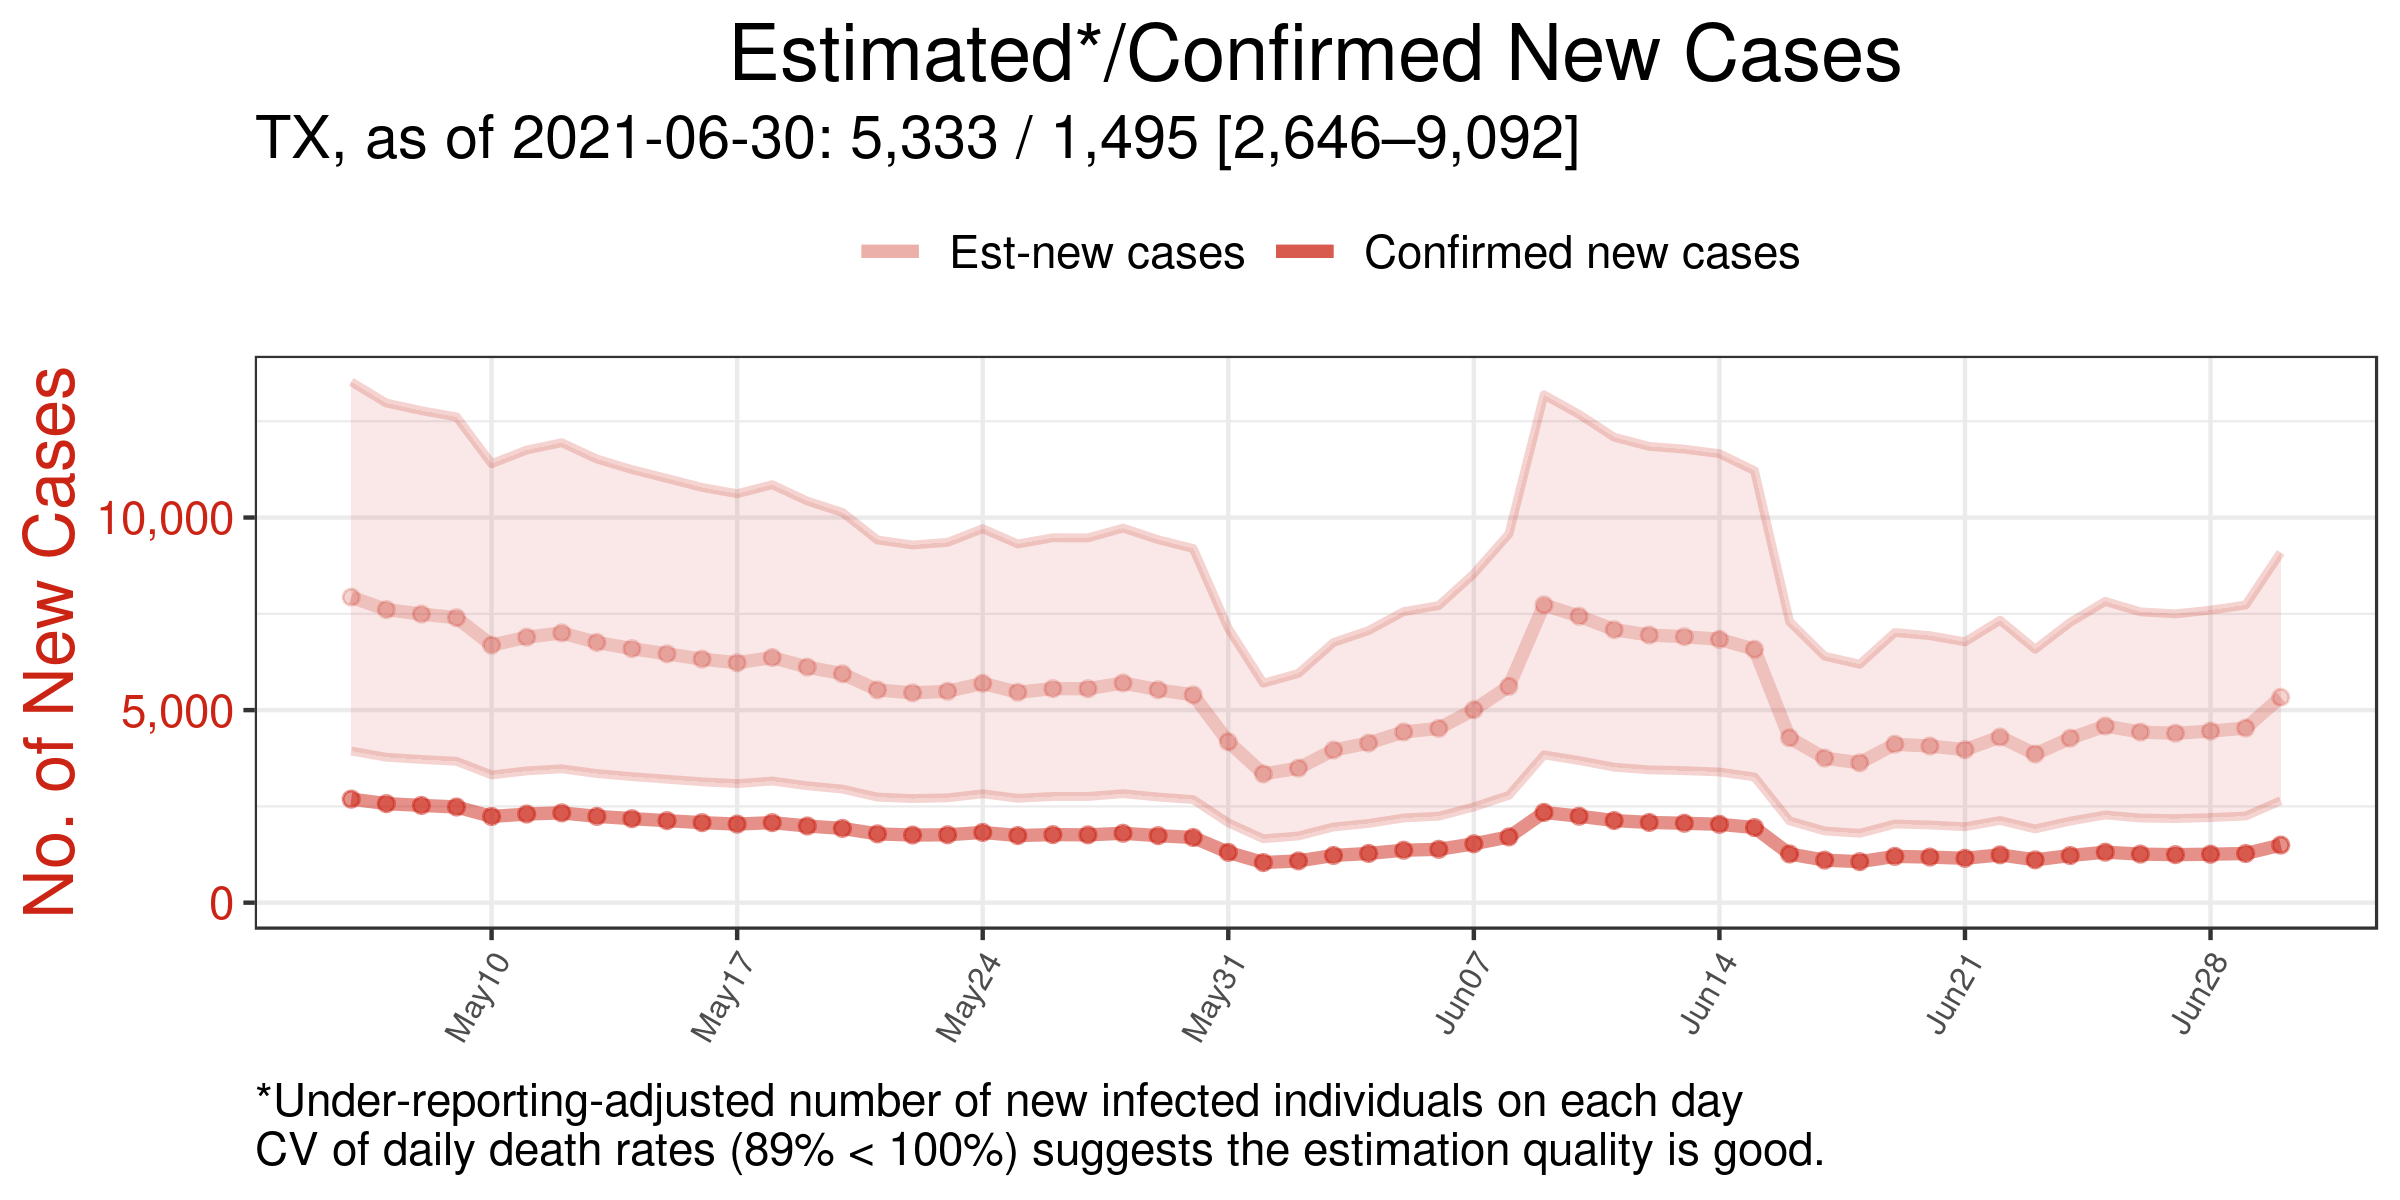 Estimated*/Confirmed New Cases
TX, as of 2021-06-30: 5,333 / 1,495 [2,646–9,092]
Est-new cases Confirmed new cases
No. of New Cases
10,000
5,000
0
May10 May17 May24 May31 Jun07 Jun14 Jun21 Jun28
*Under-reporting-adjusted number of new infected individuals on each day
CV of daily death rates (89% < 100%) suggests the estimation quality is good.